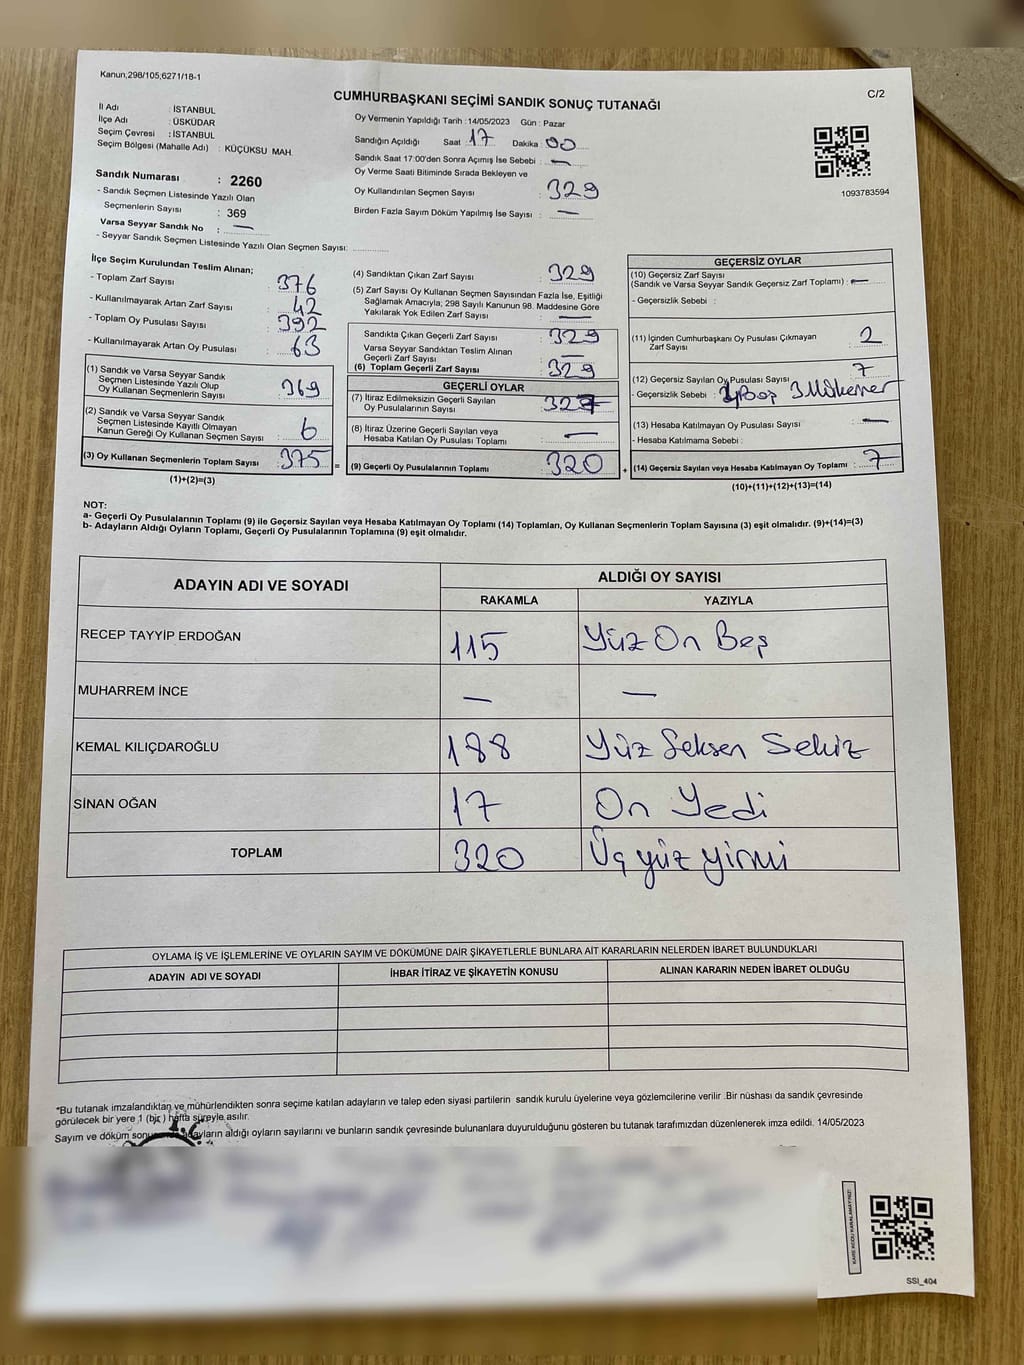 Kanun,298/105,6271/18-1
CUMHURBAŞKANI SEÇİMİ SANDIK SONUÇ TUTANAĞI
C/2
İl Adı : İSTANBUL
İlçe Adı : ÜSKÜDAR
Seçim Çevresi : İSTANBUL
Seçim Bölgesi (Mahalle Adı) : KÜÇÜKSU MAH.
Sandık Numarası : 2260
- Sandık Seçmen Listesinde Yazılı Olan
Seçmenlerin Sayısı : 369
Varsa Seyyar Sandık No : —
- Seyyar Sandık Seçmen Listesinde Yazılı Olan Seçmen Sayısı:
Oy Vermenin Yapıldığı Tarih :14/05/2023 Gün : Pazar
Sandığın Açıldığı Saat 17 Dakika : 00
Sandık Saat 17:00'den Sonra Açımış İse Sebebi : —
Oy Verme Saati Bitiminde Sırada Bekleyen ve
Oy Kullandırılan Seçmen Sayısı : 329
Birden Fazla Sayım Döküm Yapılmış İse Sayısı : —
1093783594
İlçe Seçim Kurulundan Teslim Alınan;
- Toplam Zarf Sayısı : 376
- Kullanılmayarak Artan Zarf Sayısı : 42
- Toplam Oy Pusulası Sayısı : 392
- Kullanılmayarak Artan Oy Pusulası : 63
(1) Sandık ve Varsa Seyyar Sandık
Seçmen Listesinde Yazılı Olup
Oy Kullanan Seçmenlerin Sayısı : 369
(2) Sandık ve Varsa Seyyar Sandık
Seçmen Listesinde Kayıtlı Olmayan
Kanun Gereği Oy Kullanan Seçmen Sayısı : 6
(3) Oy Kullanan Seçmenlerin Toplam Sayısı : 375
(1)+(2)=(3)
(4) Sandıktan Çıkan Zarf Sayısı : 329
(5) Zarf Sayısı Oy Kullanan Seçmen Sayısından Fazla İse, Eşitliği
Sağlamak Amacıyla; 298 Sayılı Kanunun 98. Maddesine Göre
Yakılarak Yok Edilen Zarf Sayısı : —
Sandıkta Çıkan Geçerli Zarf Sayısı : 329
Varsa Seyyar Sandıktan Teslim Alınan
Geçerli Zarf Sayısı : —
(6) Toplam Geçerli Zarf Sayısı : 329
GEÇERLİ OYLAR
(7) İtiraz Edilmeksizin Geçerli Sayılan
Oy Pusulalarının Sayısı : 327
(8) İtiraz Üzerine Geçerli Sayılan veya
Hesaba Katılan Oy Pusulası Toplamı : —
= (9) Geçerli Oy Pusulalarının Toplamı : 320
GEÇERSİZ OYLAR
(10) Geçersiz Zarf Sayısı
(Sandık ve Varsa Seyyar Sandık Geçersiz Zarf Toplamı) : —
- Geçersizlik Sebebi :
(11) İçinden Cumhurbaşkanı Oy Pusulası Çıkmayan
Zarf Sayısı : 2
(12) Geçersiz Sayılan Oy Pusulası Sayısı : 7
- Geçersizlik Sebebi : Boş 3 Mükerrer
(13) Hesaba Katılmayan Oy Pusulası Sayısı : —
- Hesaba Katılmama Sebebi :
+ (14) Geçersiz Sayılan veya Hesaba Katılmayan Oy Toplamı : 7
(10)+(11)+(12)+(13)=(14)
NOT:
a- Geçerli Oy Pusulalarının Toplamı (9) ile Geçersiz Sayılan veya Hesaba Katılmayan Oy Toplamı (14) Toplamları, Oy Kullanan Seçmenlerin Toplam Sayısına (3) eşit olmalıdır. (9)+(14)=(3)
b- Adayların Aldığı Oyların Toplamı, Geçerli Oy Pusulalarının Toplamına (9) eşit olmalıdır.
ADAYIN ADI VE SOYADI ALDIĞI OY SAYISI
RAKAMLA YAZIYLA
RECEP TAYYİP ERDOĞAN 115 Yüz On Beş
MUHARREM İNCE — —
KEMAL KILIÇDAROĞLU 188 Yüz Seksen Sekiz
SİNAN OĞAN 17 On Yedi
TOPLAM 320 Üç yüz yirmi
OYLAMA İŞ VE İŞLEMLERİNE VE OYLARIN SAYIM VE DÖKÜMÜNE DAİR ŞİKAYETLERLE BUNLARA AİT KARARLARIN NELERDEN İBARET BULUNDUKLARI
ADAYIN ADI VE SOYADI İHBAR İTİRAZ VE ŞİKAYETİN KONUSU ALINAN KARARIN NEDEN İBARET OLDUĞU
*Bu tutanak imzalandıktan ve mühürlendikten sonra seçime katılan adayların ve talep eden siyasi partilerin sandık kurulu üyelerine veya gözlemcilerine verilir .Bir nüshası da sandık çevresinde
görülecek bir yere 1 (bir) hafta süreyle asılır.
Sayım ve döküm sonucunda adayların aldığı oyların sayılarını ve bunların sandık çevresinde bulunanlara duyurulduğunu gösteren bu tutanak tarafımızdan düzenlenerek imza edildi. 14/05/2023
KARE KODU KARALAMAYINIZ!
SSI_404